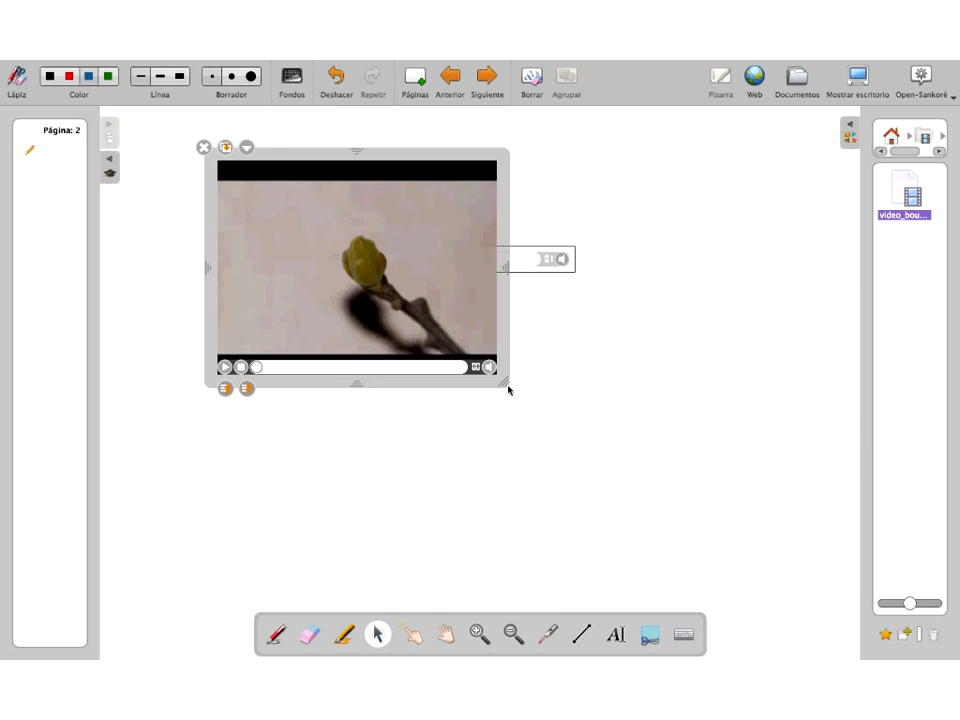 Lápiz
Color
Línea
Borrador
Fondos
Deshacer
Repetir
Páginas
Anterior
Siguiente
Borrar
Agrupar
Pizarra
Web
Documentos
Mostrar escritorio
Open-Sankoré
Página: 2
video_bou...
AI